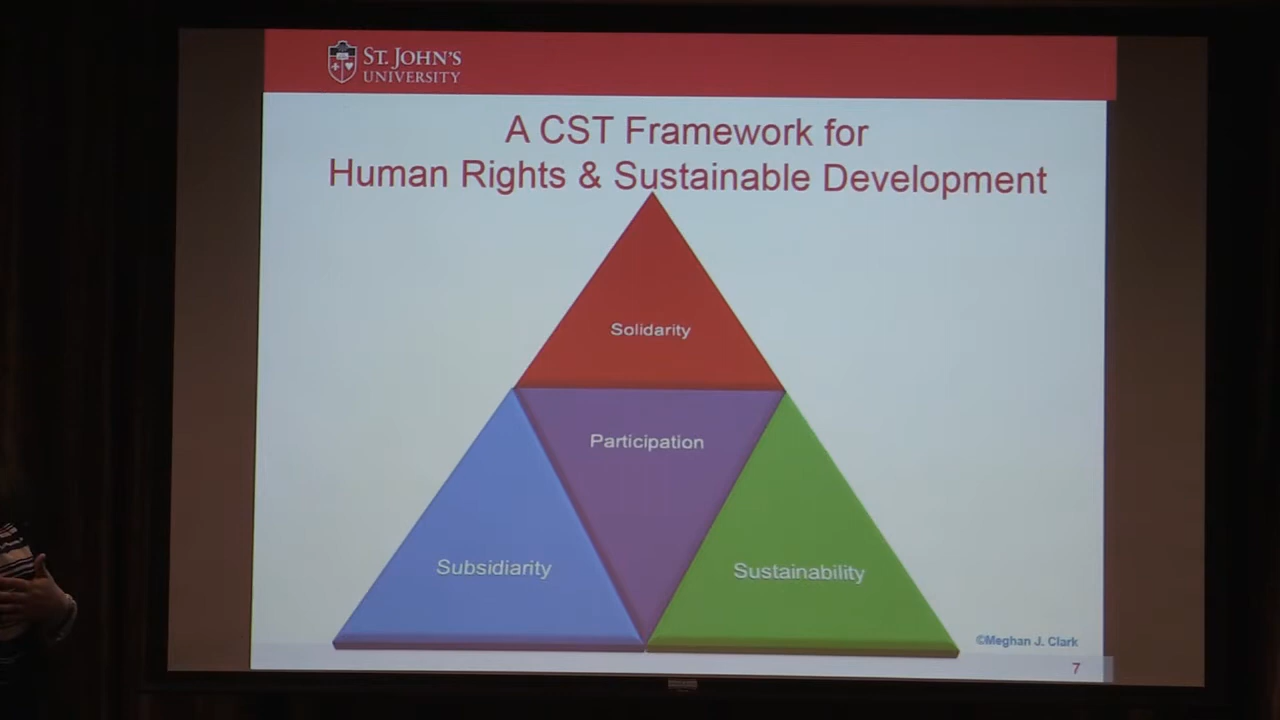 ST. JOHN'S
UNIVERSITY
A CST Framework for
Human Rights & Sustainable Development
Solidarity
Participation
Subsidiarity
Sustainability
©Meghan J. Clark
7